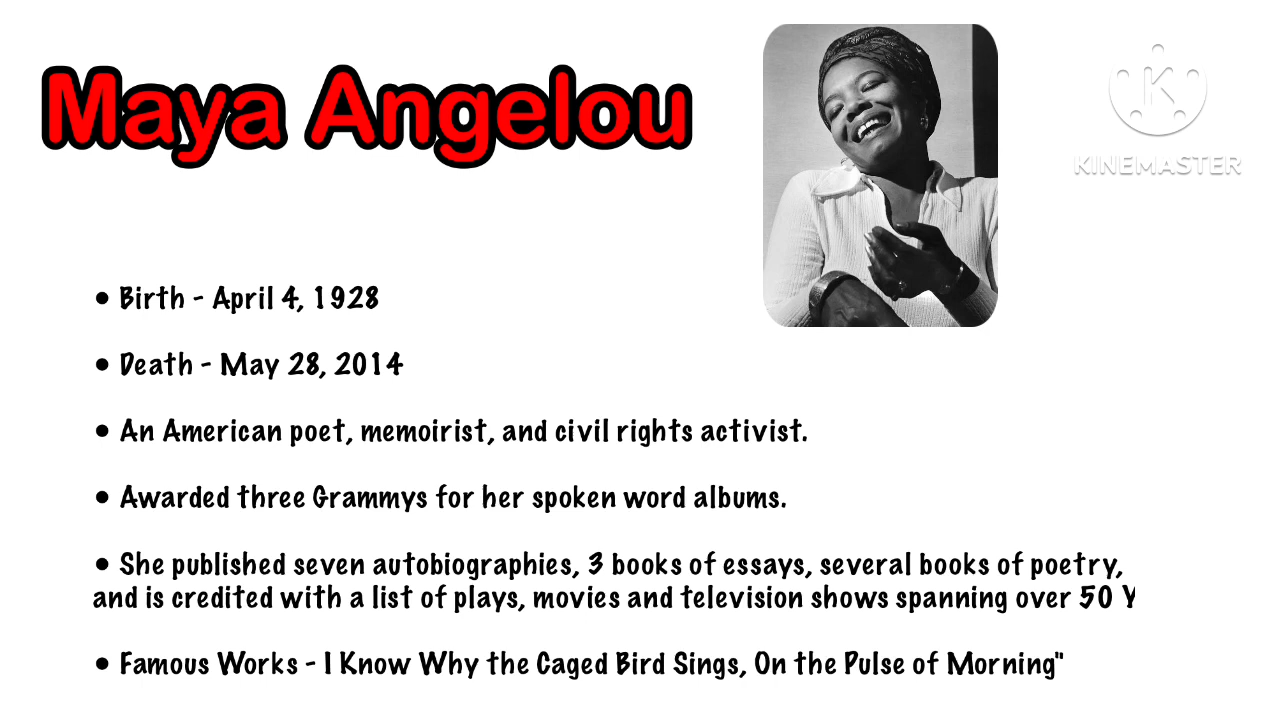 Maya Angelou
KINEMASTER
• Birth - April 4, 1928
• Death - May 28, 2014
• An American poet, memoirist, and civil rights activist.
• Awarded three Grammys for her spoken word albums.
• She published seven autobiographies, 3 books of essays, several books of poetry,
and is credited with a list of plays, movies and television shows spanning over 50 Y
• Famous Works - I Know Why the Caged Bird Sings, On the Pulse of Morning"